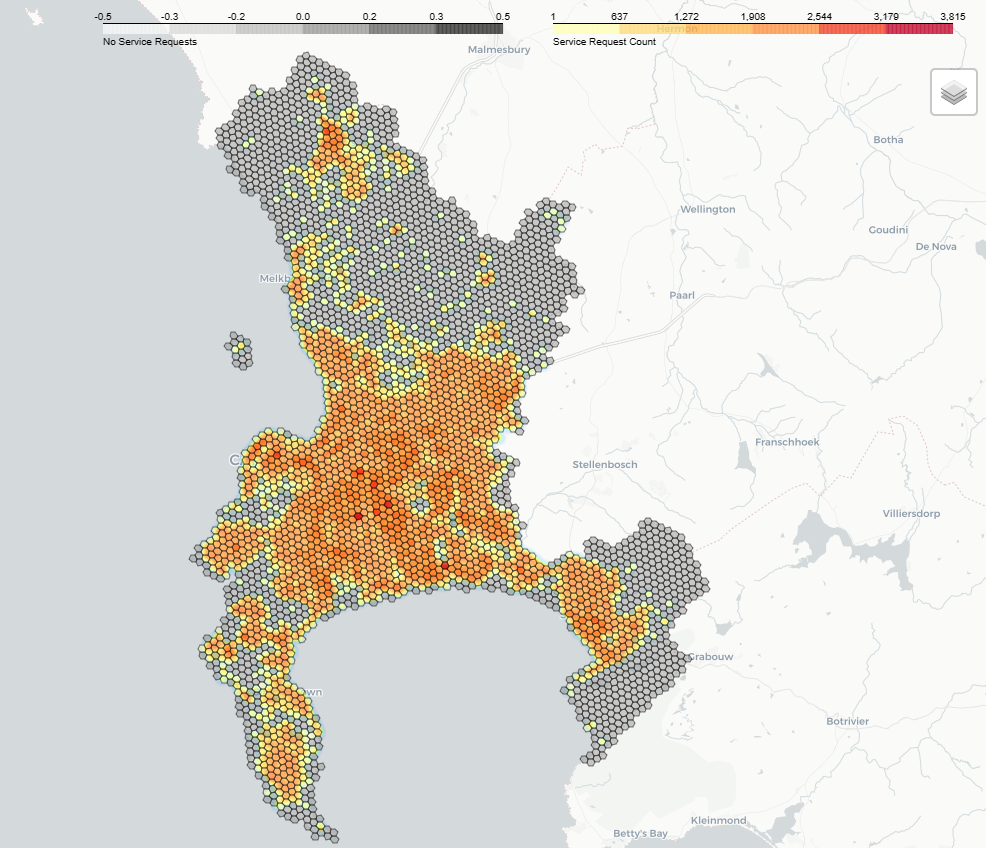 -0.5 -0.3 -0.2 0.0 0.2 0.3 0.5
No Service Requests
1 637 1,272 1,908 2,544 3,179 3,815
Service Request Count
Hermon
Malmesbury
Botha
Wellington
Goudini
De Nova
Melkb
Paarl
Franschhoek
C
Stellenbosch
Villiersdorp
Grabouw
wn
Botrivier
Kleinmond
Betty's Bay